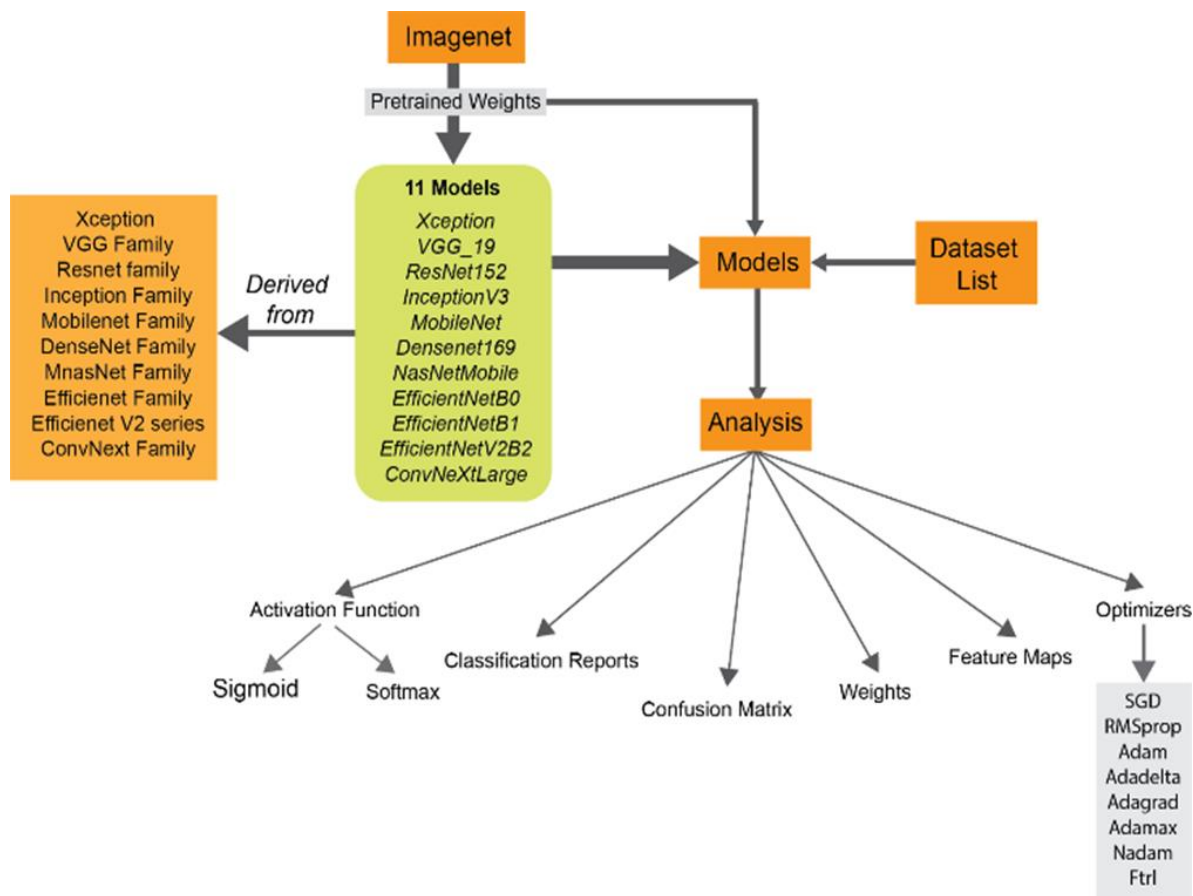 Imagenet
Pretrained Weights
11 Models
Xception
VGG_19
ResNet152
InceptionV3
MobileNet
Densenet169
NasNetMobile
EfficientNetB0
EfficientNetB1
EfficientNetV2B2
ConvNeXtLarge
Xception
VGG Family
Resnet family
Inception Family
Mobilenet Family
DenseNet Family
MnasNet Family
Efficienet Family
Efficienet V2 series
ConvNext Family
Derived
from
Models
Dataset
List
Analysis
Activation Function
Sigmoid
Softmax
Classification Reports
Confusion Matrix
Weights
Feature Maps
Optimizers
SGD
RMSprop
Adam
Adadelta
Adagrad
Adamax
Nadam
Ftrl